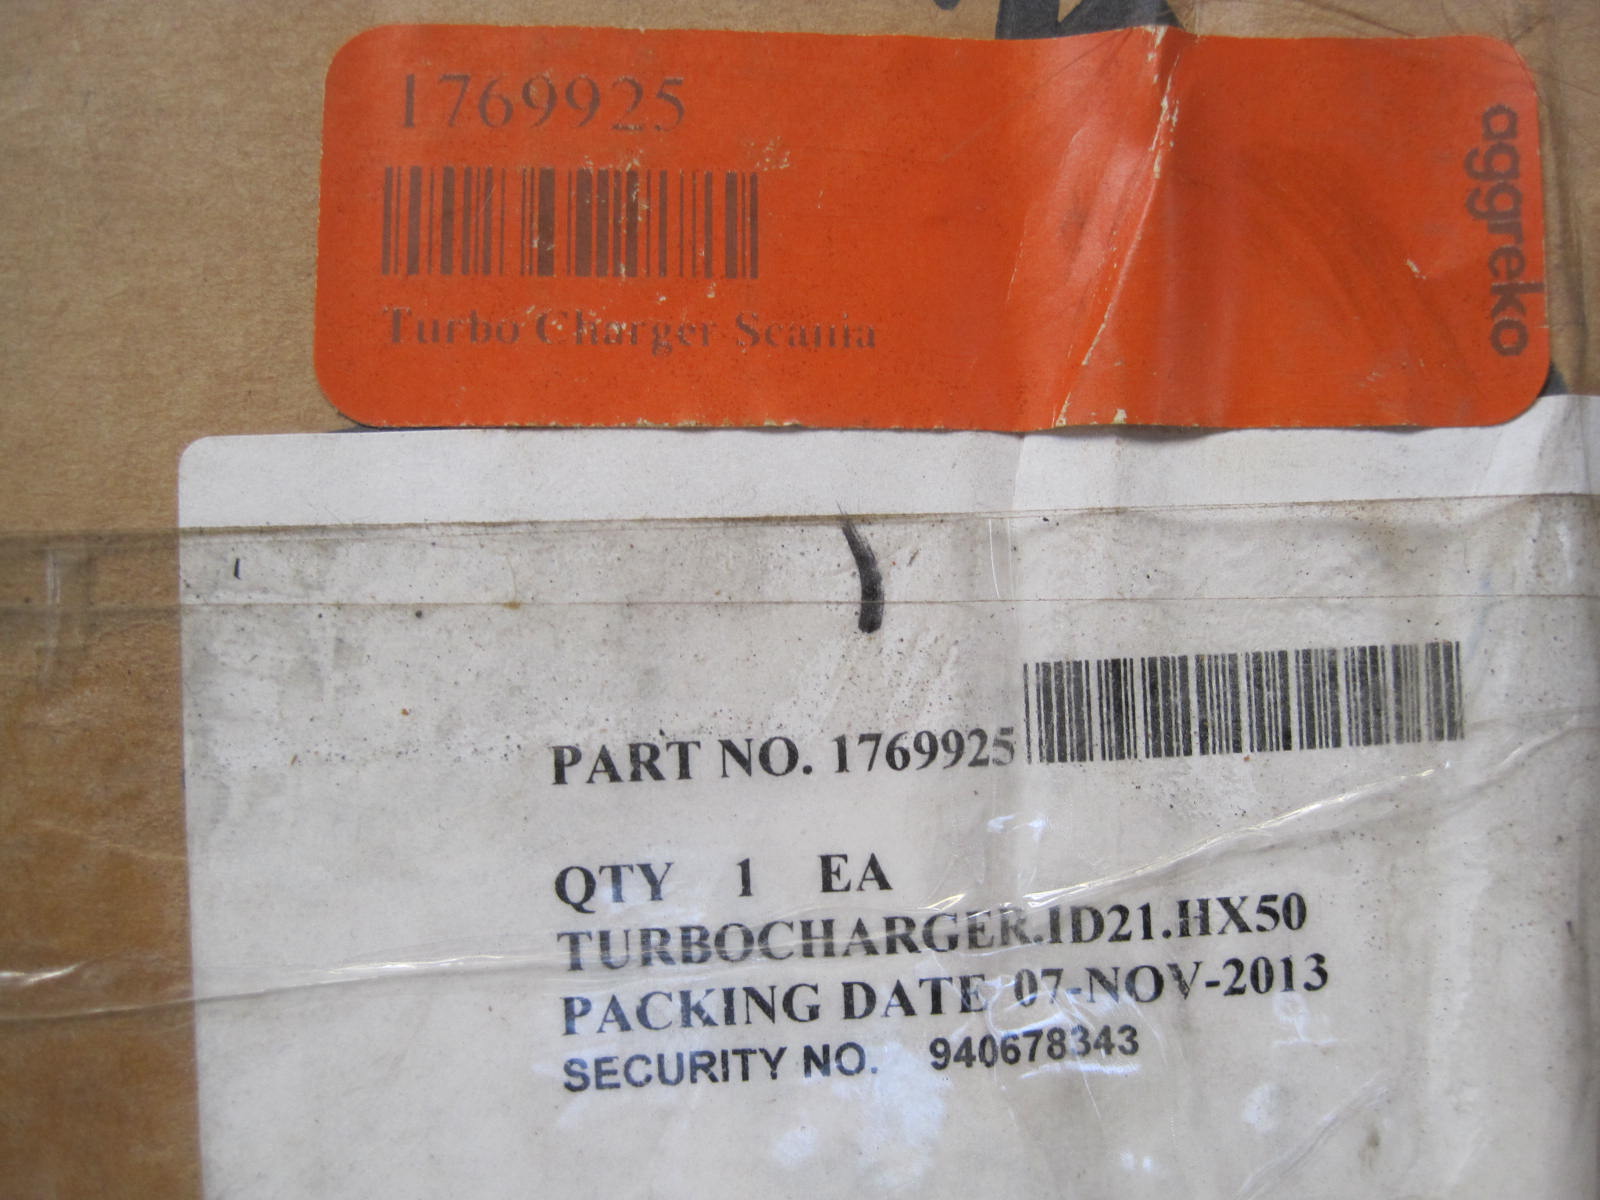 1769925
Turbo Charger Scania
aggreko
PART NO. 1769925
QTY 1 EA
TURBOCHARGER.ID21.HX50
PACKING DATE 07-NOV-2013
SECURITY NO. 940678343